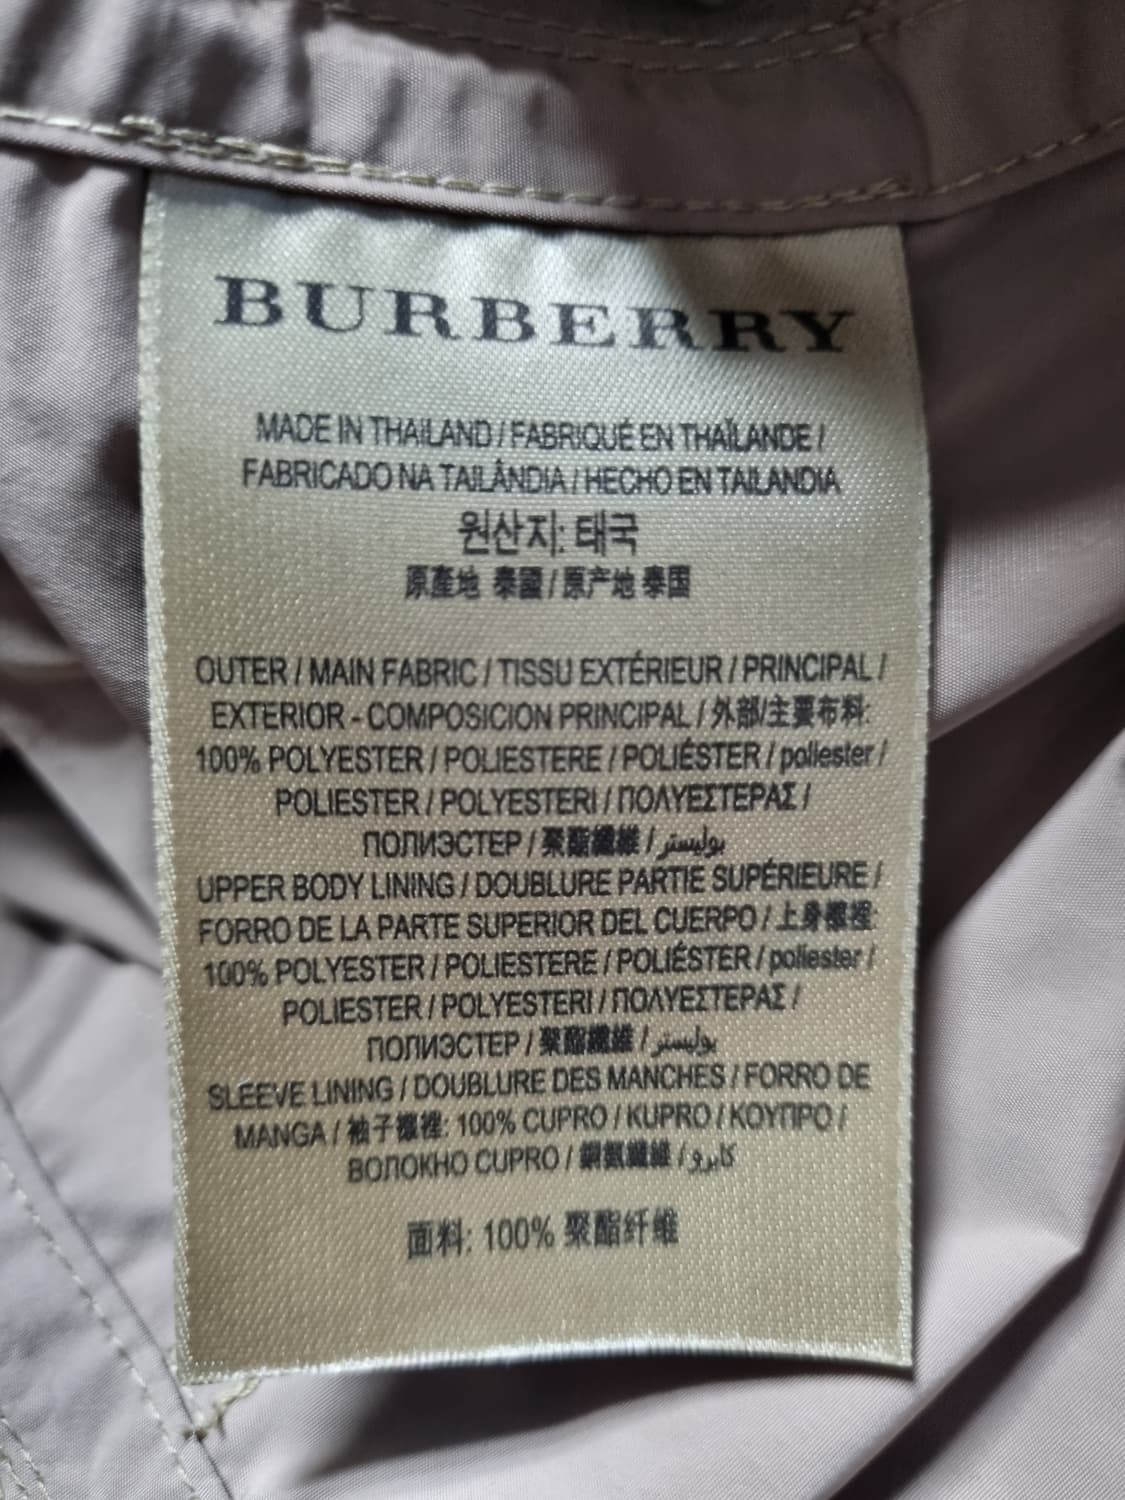 BURBERRY
MADE IN THAILAND / FABRIQUÉ EN THAÏLANDE /
FABRICADO NA TAILÂNDIA / HECHO EN TAILANDIA
원산지: 태국
原產地 泰國 / 原产地 泰国
OUTER / MAIN FABRIC / TISSU EXTÉRIEUR / PRINCIPAL /
EXTERIOR - COMPOSICION PRINCIPAL / 外部/主要布料:
100% POLYESTER / POLIESTERE / POLIÉSTER / poliester /
POLIESTER / POLYESTERI / ΠΟΛΥΕΣΤΕΡΑΣ /
ПОЛИЭСТЕР / 聚酯纖維 / بوليستر
UPPER BODY LINING / DOUBLURE PARTIE SUPÉRIEURE /
FORRO DE LA PARTE SUPERIOR DEL CUERPO / 上身襯裡:
100% POLYESTER / POLIESTERE / POLIÉSTER / poliester /
POLIESTER / POLYESTERI / ΠΟΛΥΕΣΤΕΡΑΣ /
ПОЛИЭСТЕР / 聚酯纖維 / بوليستر
SLEEVE LINING / DOUBLURE DES MANCHES / FORRO DE
MANGA / 袖子襯裡: 100% CUPRO / KUPRO / ΚΟΥΠΡΟ /
ВОЛОКНО CUPRO / 銅氨纖維 / كابرو
面料: 100% 聚酯纤维